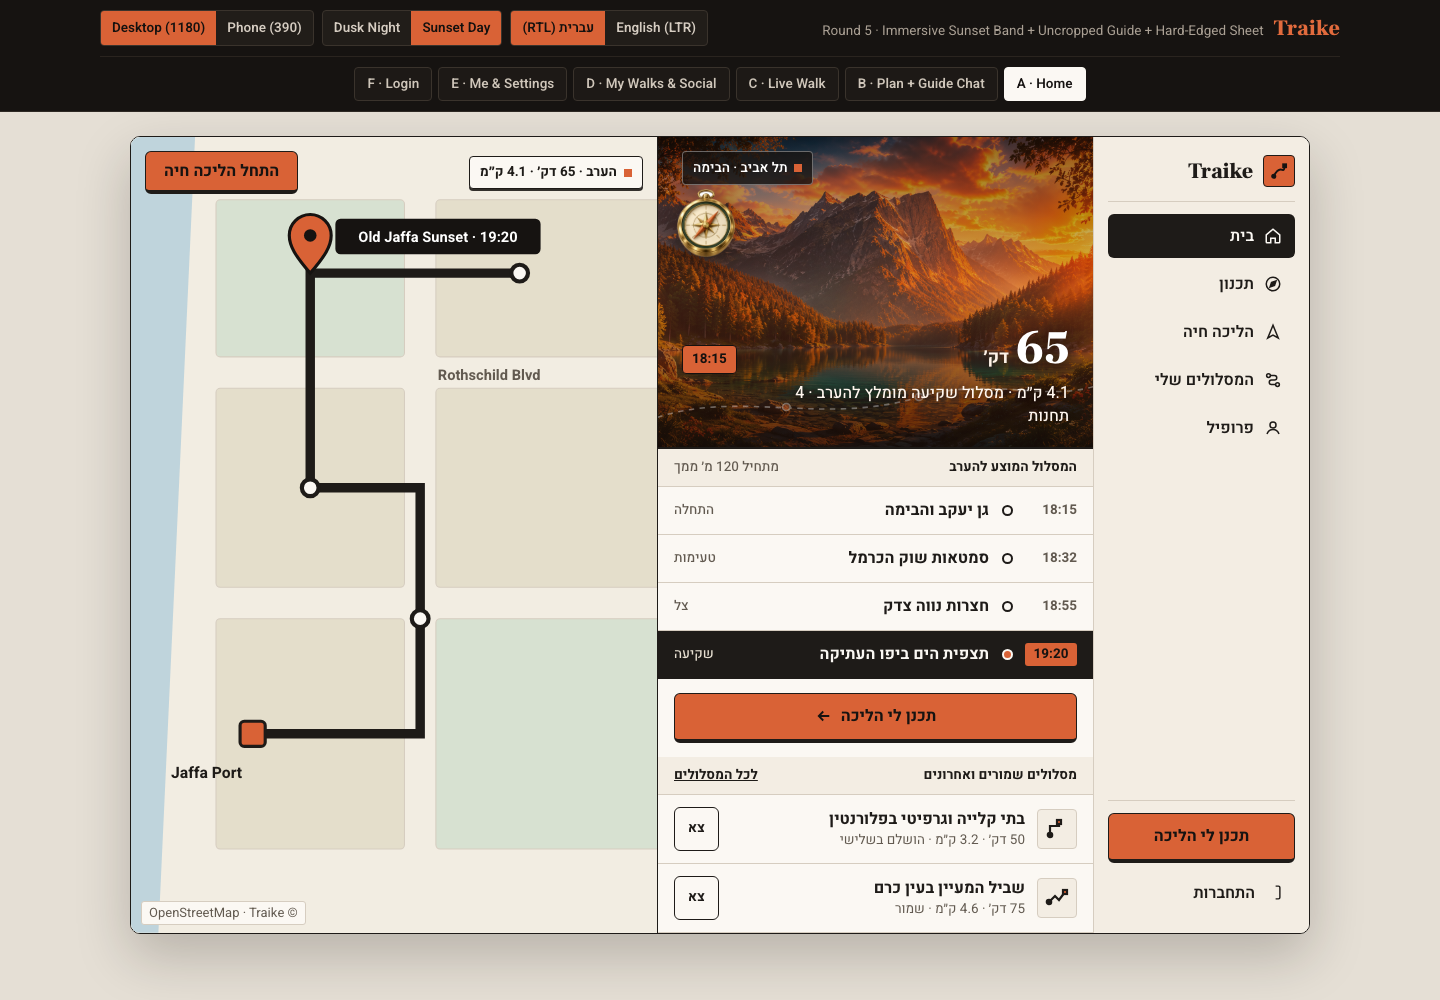 Traike
Round 5 · Immersive Sunset Band + Uncropped Guide + Hard-Edged Sheet
English (LTR)
עברית (RTL)
Sunset Day
Dusk Night
Phone (390)
Desktop (1180)
A · Home
B · Plan + Guide Chat
C · Live Walk
D · My Walks & Social
E · Me & Settings
F · Login
Traike
בית
תכנון
הליכה חיה
המסלולים שלי
פרופיל
תכנן לי הליכה
התחברות
תל אביב · הבימה
65 דק׳
18:15
4.1 ק״מ · מסלול שקיעה מומלץ להערב · 4
תחנות
המסלול המוצע להערב
מתחיל 120 מ׳ ממך
18:15 גן יעקב והבימה התחלה
18:32 סמטאות שוק הכרמל טעימות
18:55 חצרות נווה צדק צל
19:20 תצפית הים ביפו העתיקה שקיעה
תכנן לי הליכה ←
מסלולים שמורים ואחרונים
לכל המסלולים
בתי קלייה וגרפיטי בפלורנטין
50 דק׳ · 3.2 ק״מ · הושלם בשלישי
צא
שביל המעיין בעין כרם
75 דק׳ · 4.6 ק״מ · שמור
צא
הערב · 65 דק׳ · 4.1 ק״מ
התחל הליכה חיה
Old Jaffa Sunset · 19:20
Rothschild Blvd
Jaffa Port
OpenStreetMap · Traike ©